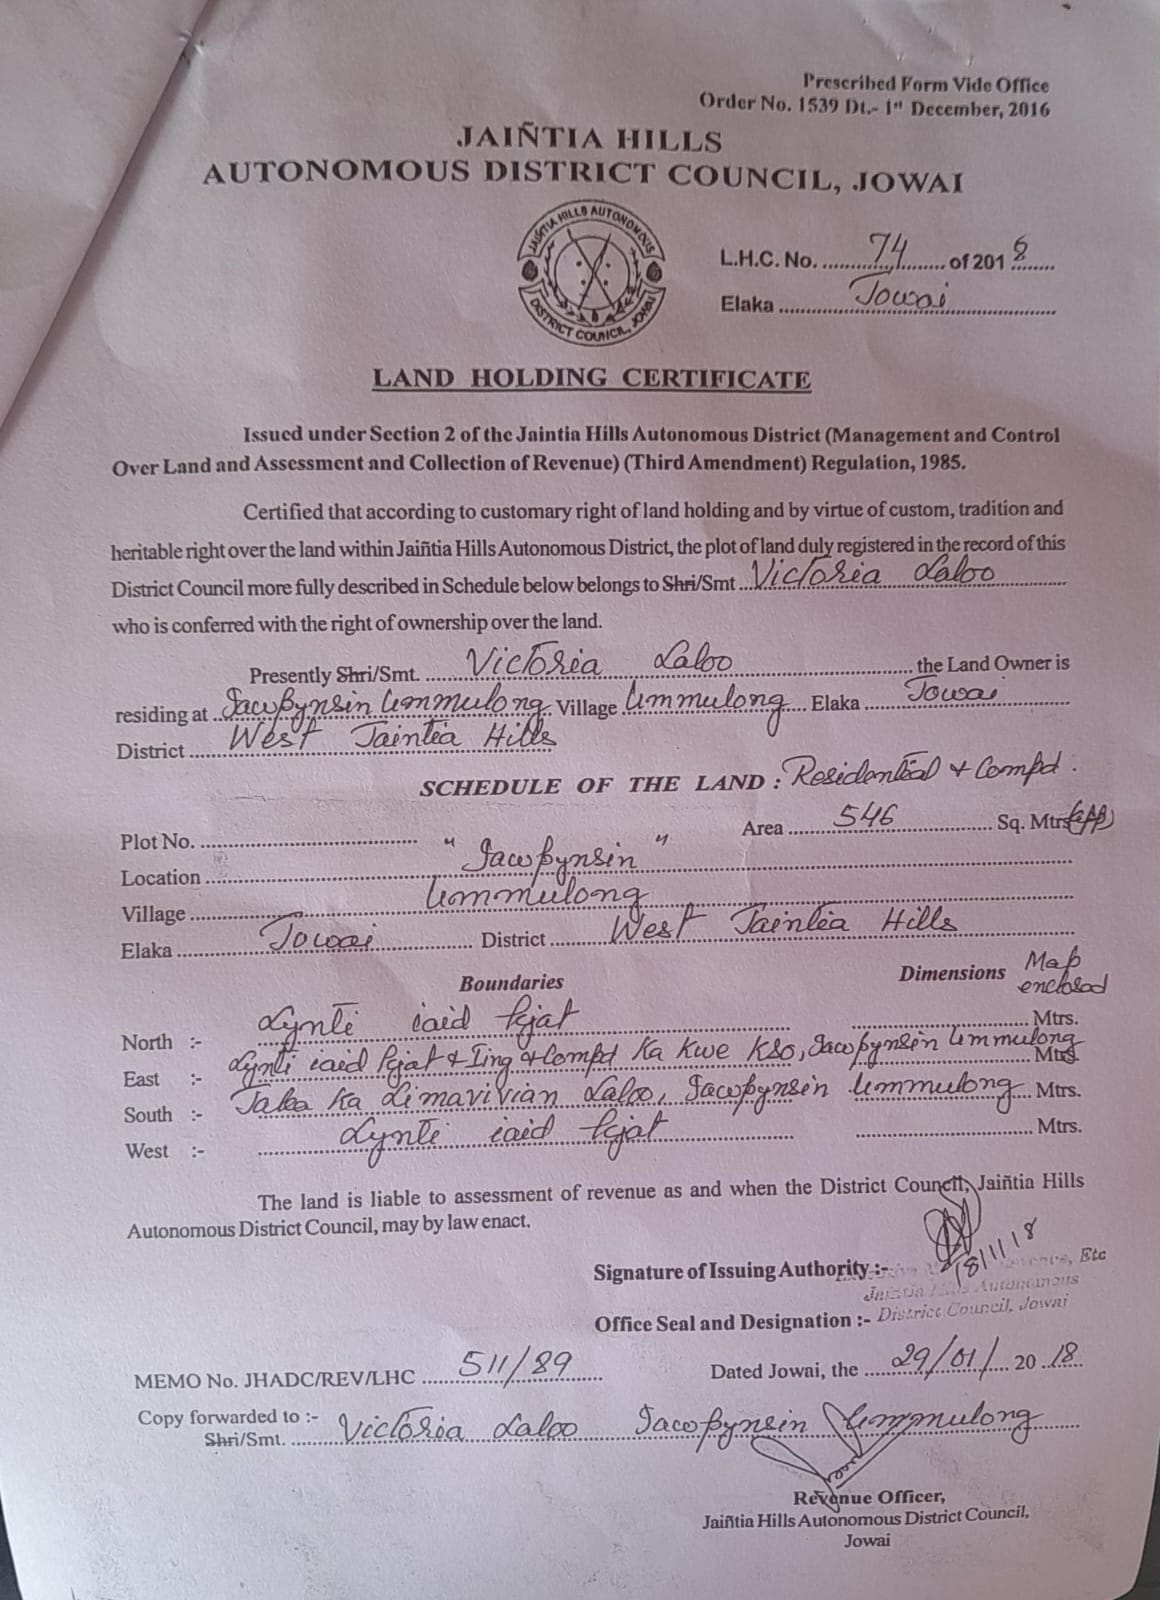 Prescribed Form Vide Office
Order No. 1539 Dt.- 1st December, 2016
JAIÑTIA HILLS
AUTONOMOUS DISTRICT COUNCIL, JOWAI
JAIÑTIA HILLS AUTONOMOUS
DISTRICT COUNCIL, JOWAI
L.H.C. No. 74 of 2018
Elaka Jowai
LAND HOLDING CERTIFICATE
Issued under Section 2 of the Jaintia Hills Autonomous District (Management and Control
Over Land and Assessment and Collection of Revenue) (Third Amendment) Regulation, 1985.
Certified that according to customary right of land holding and by virtue of custom, tradition and
heritable right over the land within Jaiñtia Hills Autonomous District, the plot of land duly registered in the record of this
District Council more fully described in Schedule below belongs to Shri/Smt Victoria Laloo
who is conferred with the right of ownership over the land.
Presently Shri/Smt. Victoria Laloo the Land Owner is
residing at Iawpynsin Ummulong Village Ummulong Elaka Jowai
District West Jaintia Hills
SCHEDULE OF THE LAND : Residential & Compd.
Plot No. Area 546 Sq. Mtrs (app)
Location " Iawpynsin "
Village Ummulong
Elaka Jowai District West Jaintia Hills
Boundaries Dimensions Map enclosed
North :- Lynti iaid kjat Mtrs.
East :- Lynti iaid kjat & Iing & Compd Ka Kwe Kso, Iawpynsin Ummulong Mtrs.
South :- Jaka Ka Limavivian Laloo, Iawpynsin Ummulong Mtrs.
West :- Lynti iaid kjat Mtrs.
The land is liable to assessment of revenue as and when the District Council, Jaiñtia Hills
Autonomous District Council, may by law enact.
Signature of Issuing Authority :- Etc
Autonomous
Office Seal and Designation :- District Council, Jowai
MEMO No. JHADC/REV/LHC 511/89 Dated Jowai, the 29/01/ 2018
Copy forwarded to :-
Shri/Smt. Victoria Laloo Iawpynsin Ummulong
Revenue Officer,
Jaiñtia Hills Autonomous District Council,
Jowai